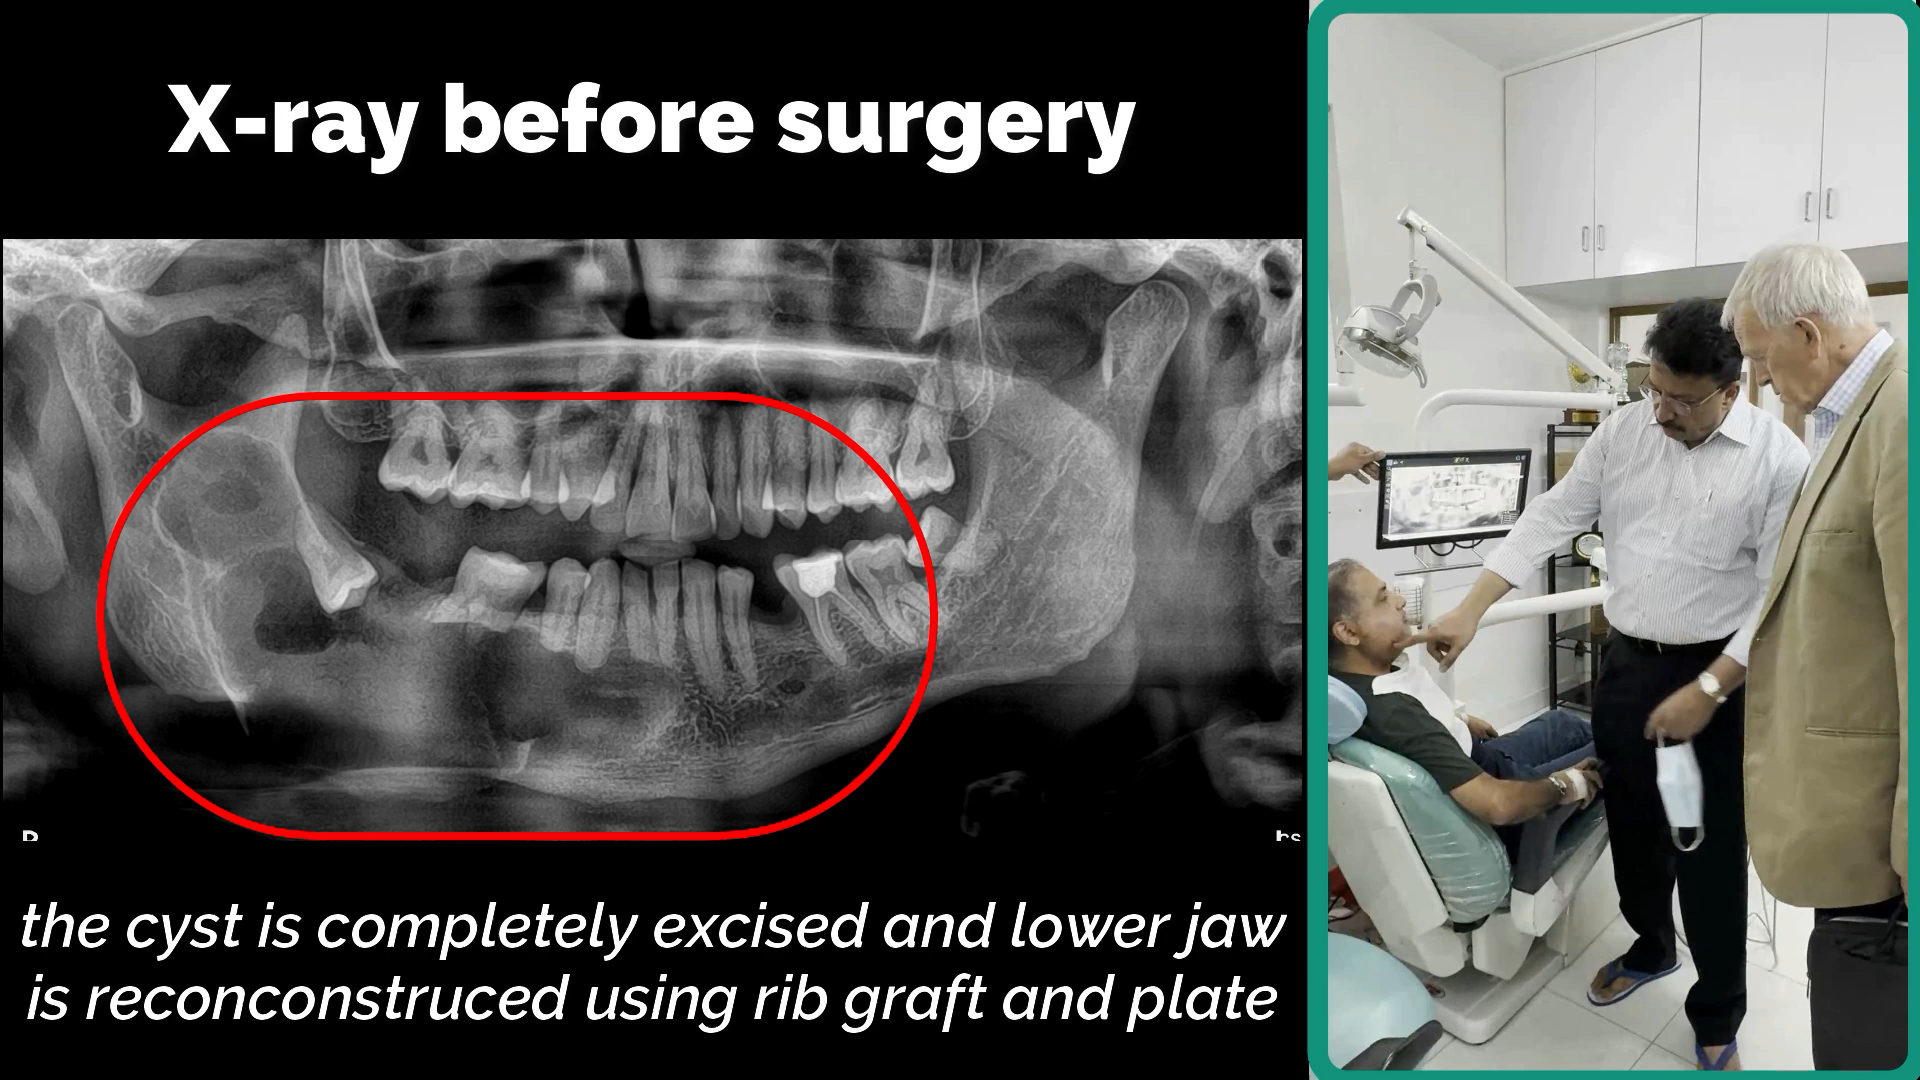 X-ray before surgery
the cyst is completely excised and lower jaw
is reconconstruced using rib graft and plate